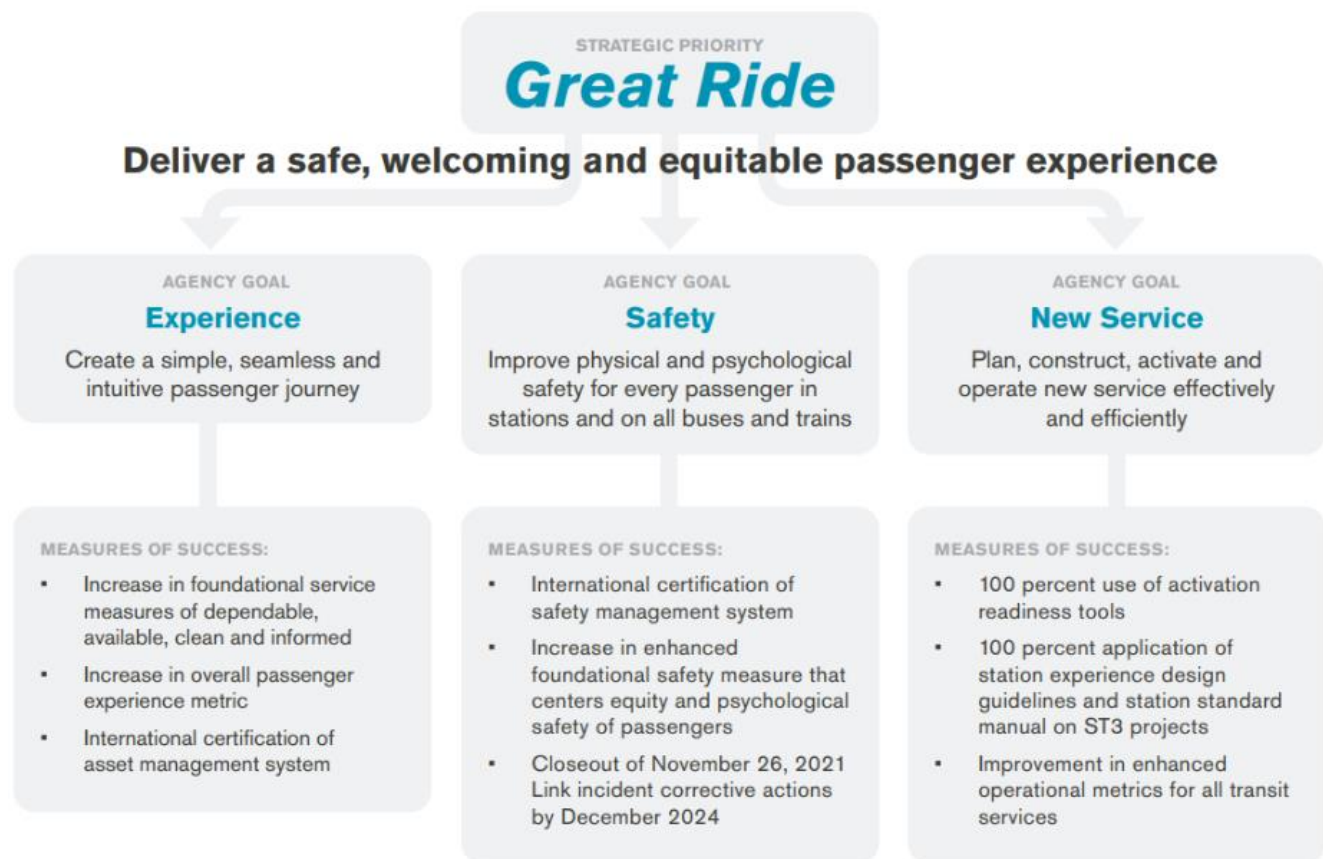 STRATEGIC PRIORITY
Great Ride
Deliver a safe, welcoming and equitable passenger experience
AGENCY GOAL
Experience
Create a simple, seamless and
intuitive passenger journey
MEASURES OF SUCCESS:
▪ Increase in foundational service
measures of dependable,
available, clean and informed
▪ Increase in overall passenger
experience metric
▪ International certification of
asset management system
AGENCY GOAL
Safety
Improve physical and psychological
safety for every passenger in
stations and on all buses and trains
MEASURES OF SUCCESS:
▪ International certification of
safety management system
▪ Increase in enhanced
foundational safety measure that
centers equity and psychological
safety of passengers
▪ Closeout of November 26, 2021
Link incident corrective actions
by December 2024
AGENCY GOAL
New Service
Plan, construct, activate and
operate new service effectively
and efficiently
MEASURES OF SUCCESS:
▪ 100 percent use of activation
readiness tools
▪ 100 percent application of
station experience design
guidelines and station standard
manual on ST3 projects
▪ Improvement in enhanced
operational metrics for all transit
services